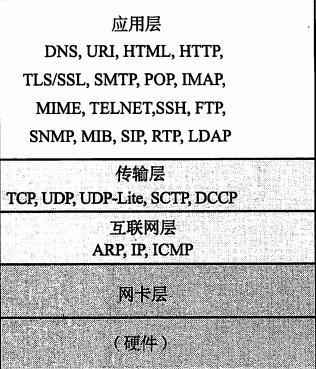 应用层
DNS, URI, HTML, HTTP,
TLS/SSL, SMTP, POP, IMAP,
MIME, TELNET,SSH, FTP,
SNMP, MIB, SIP, RTP, LDAP
传输层
TCP, UDP, UDP-Lite, SCTP, DCCP
互联网层
ARP, IP, ICMP
网卡层
（硬件）